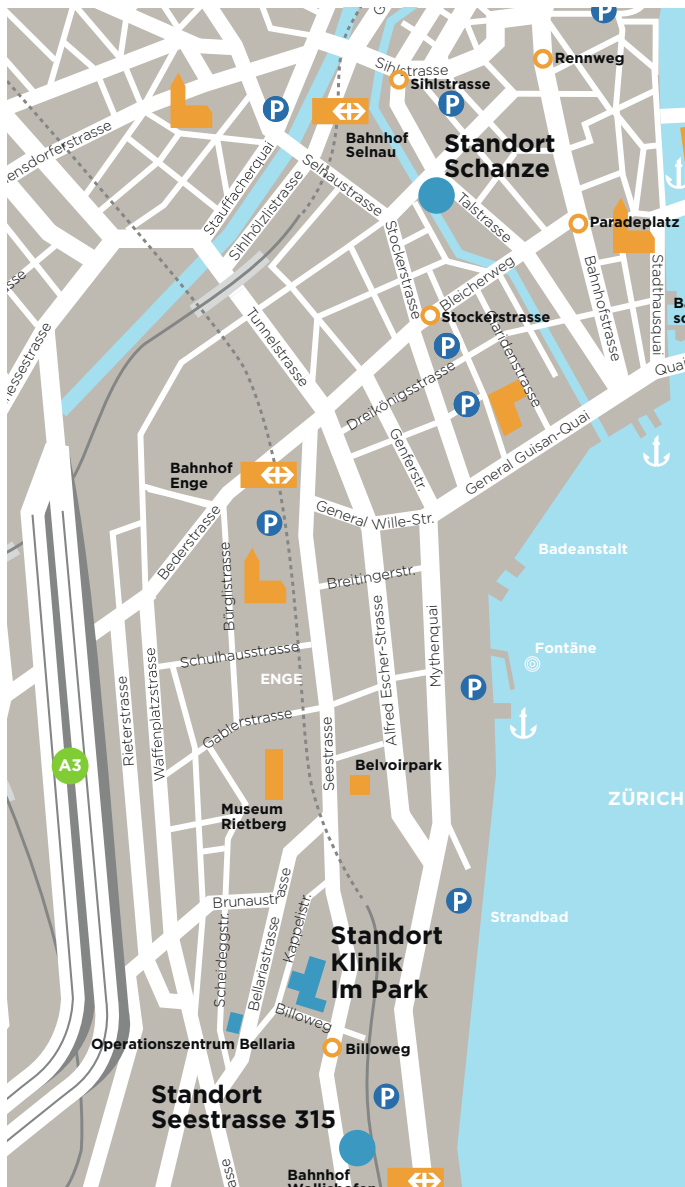 P
Rennweg
Sihlstrasse
Sihlstrasse
P
P
Bahnhof
Selnau
Standort
Schanze
ensdorferstrasse
Stauffacherquai
Sihlhölzlistrasse
Selnaustrasse
Talstrasse
Paradeplatz
Stockerstrasse
Bleicherweg
Bahnhofstrasse
Stadthausquai
Stockerstrasse
Tunnelstrasse
P
Dreikönigsstrasse
P
Quai
General Guisan-Quai
Genferstr.
Bahnhof
Enge
P
General Wille-Str.
Bederstrasse
Bürglistrasse
Breitingerstr.
Badeanstalt
Alfred Escher-Strasse
Mythenquai
Schulhausstrasse
ENGE
Fontäne
P
Rieterstrasse
Waffenplatzstrasse
Gablerstrasse
Seestrasse
A3
Belvoirpark
Museum
Rietberg
ZÜRICH
Brunaustrasse
P
Strandbad
Scheideggstr.
Bellariastrasse
Kappelistr.
Standort
Klinik
Im Park
Billoweg
Operationszentrum Bellaria
Billoweg
Standort
Seestrasse 315
P
Bahnhof